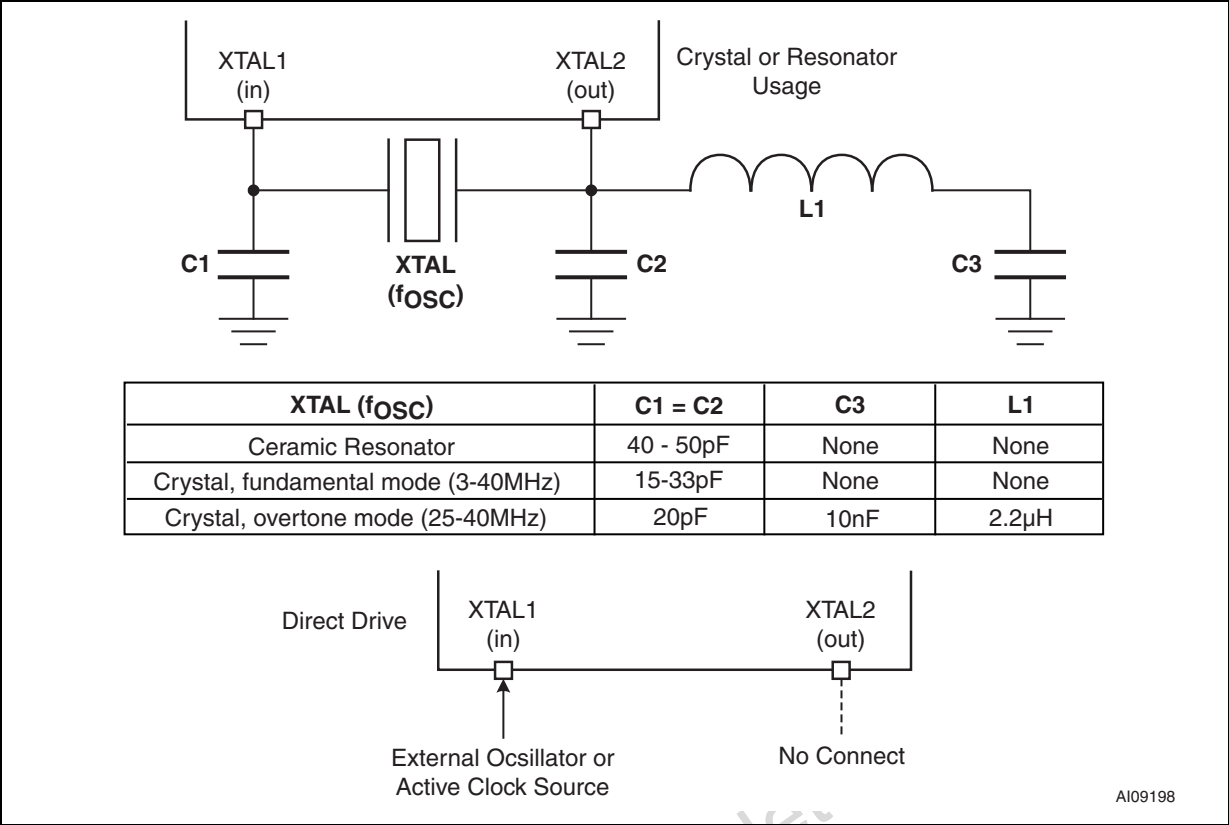 XTAL1
(in)
XTAL2
(out)
Crystal or Resonator
Usage
L1
C1
XTAL
(fOSC)
C2
C3
XTAL (fOSC) C1 = C2 C3 L1
Ceramic Resonator 40 - 50pF None None
Crystal, fundamental mode (3-40MHz) 15-33pF None None
Crystal, overtone mode (25-40MHz) 20pF 10nF 2.2µH
Direct Drive
XTAL1
(in)
XTAL2
(out)
External Ocsillator or
Active Clock Source
No Connect
AI09198